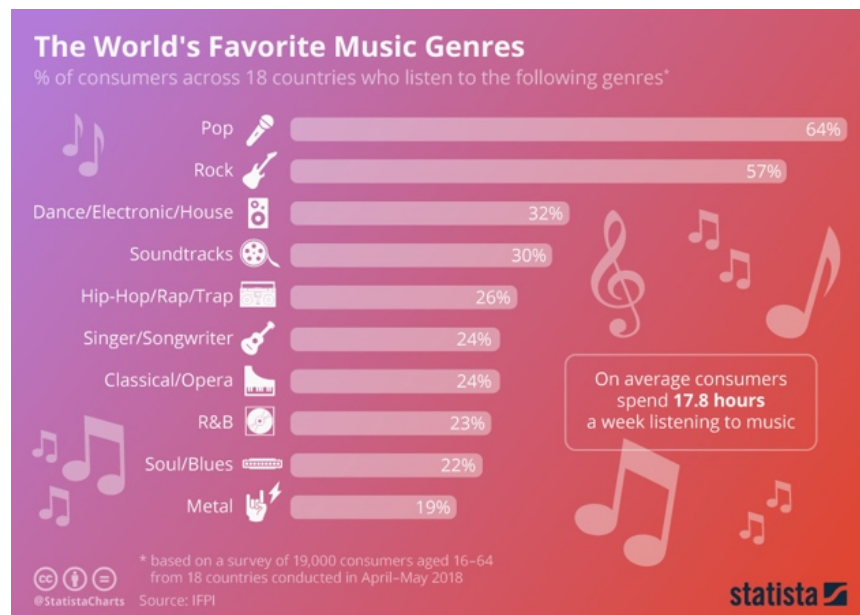 The World's Favorite Music Genres
% of consumers across 18 countries who listen to the following genres*
Pop 64%
Rock 57%
Dance/Electronic/House 32%
Soundtracks 30%
Hip-Hop/Rap/Trap 26%
Singer/Songwriter 24%
Classical/Opera 24%
R&B 23%
Soul/Blues 22%
Metal 19%
On average consumers
spend 17.8 hours
a week listening to music
* based on a survey of 19,000 consumers aged 16–64
from 18 countries conducted in April–May 2018
cc
@StatistaCharts Source: IFPI
statista